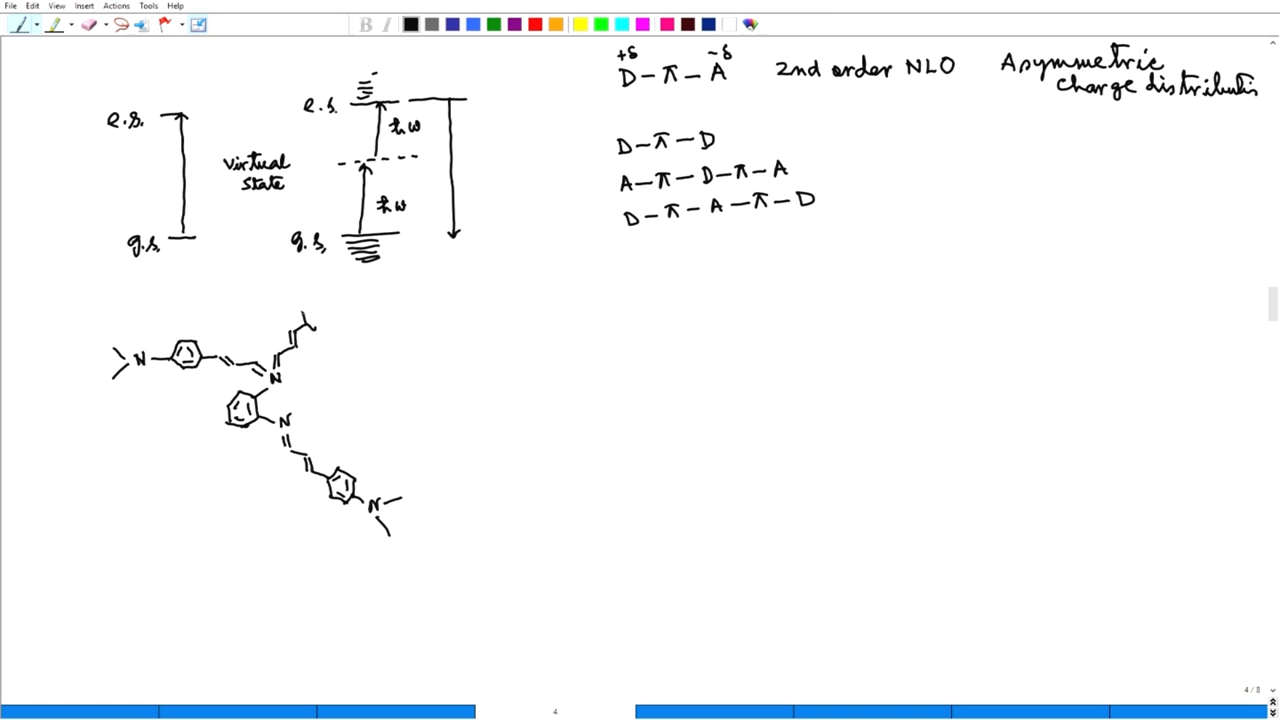 File Edit View Insert Actions Tools Help
B I
+δ -δ
D-π-A 2nd order NLO Asymmetric
charge distributi
D-π-D
A-π-D-π-A
D-π-A-π-D
e.s.
e.s.
ħω
Virtual
State
ħω
g.s.
g.s.
N
N
N
N
4 / 8
4